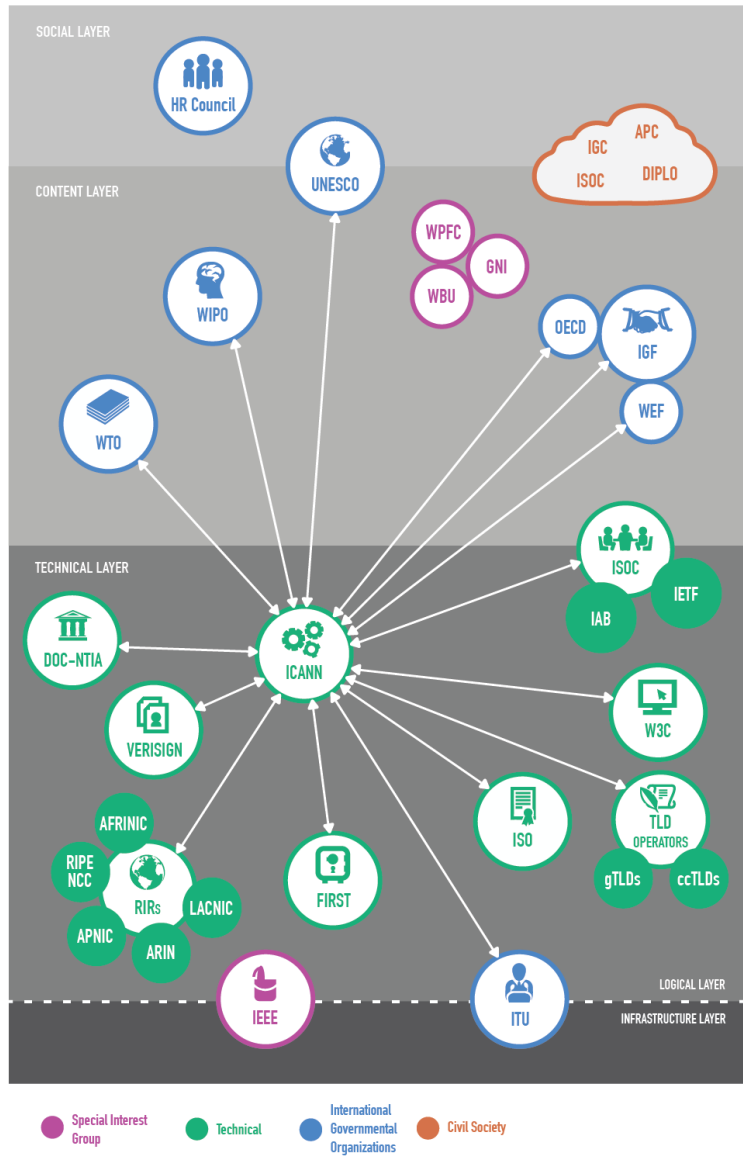 SOCIAL LAYER
HR Council
UNESCO
IGC
APC
ISOC
DIPLO
CONTENT LAYER
WPFC
GNI
WBU
WIPO
OECD
IGF
WEF
WTO
TECHNICAL LAYER
ISOC
IAB
IETF
DOC-NTIA
ICANN
W3C
VERISIGN
TLD
OPERATORS
gTLDs
ccTLDs
ISO
AFRINIC
RIPE
NCC
RIRs
LACNIC
APNIC
ARIN
FIRST
LOGICAL LAYER
IEEE
ITU
INFRASTRUCTURE LAYER
Special Interest
Group
Technical
International
Governmental
Organizations
Civil Society